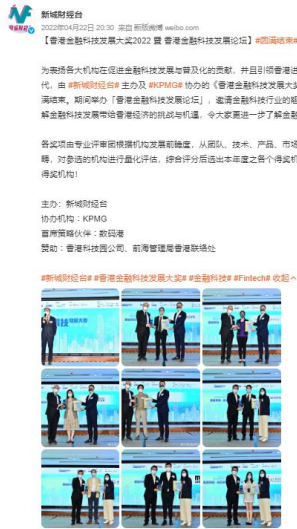 新城财经台
2022年04月22日 20:30 来自 新版微博 weibo.com
【香港金融科技发展大奖2022 暨 香港金融科技发展论坛】#圆满结束#
为表扬各大机构在促进金融科技发展与普及化的贡献，并且引领香港进
代，由 #新城财经台# 主办及 #KPMG# 协办的《香港金融科技发展大奖
满结束。期间举办「香港金融科技发展论坛」，邀请金融科技行业的
解金融科技发展带给香港经济的挑战与机遇，令大家更进一步了解金融
各奖项由专业评审团根据机构发展前瞻度，从团队、技术、产品、市场
畴，对参选的机构进行量化评估，综合评分后选出本年度之各个得奖机
得奖机构！
主办：新城财经台
协办机构：KPMG
首席策略伙伴：数码港
赞助：香港科技园公司、前海管理局香港联络处
#新城财经台# #香港金融科技发展大奖# #金融科技# #Fintech# 收起